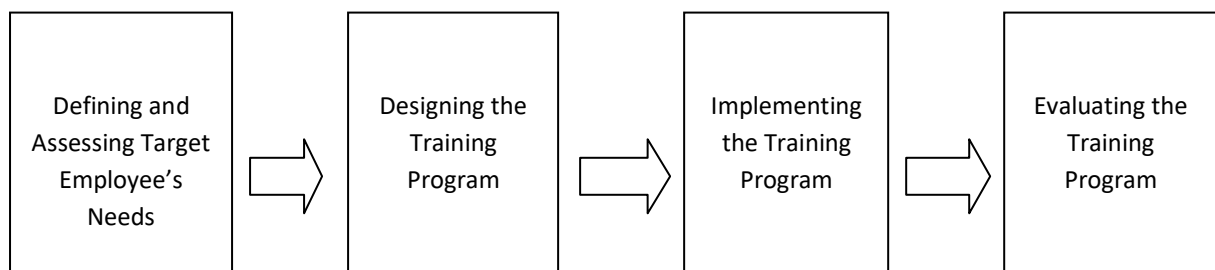 Defining and
Assessing Target
Employee’s
Needs
Designing the
Training
Program
Implementing
the Training
Program
Evaluating the
Training
Program